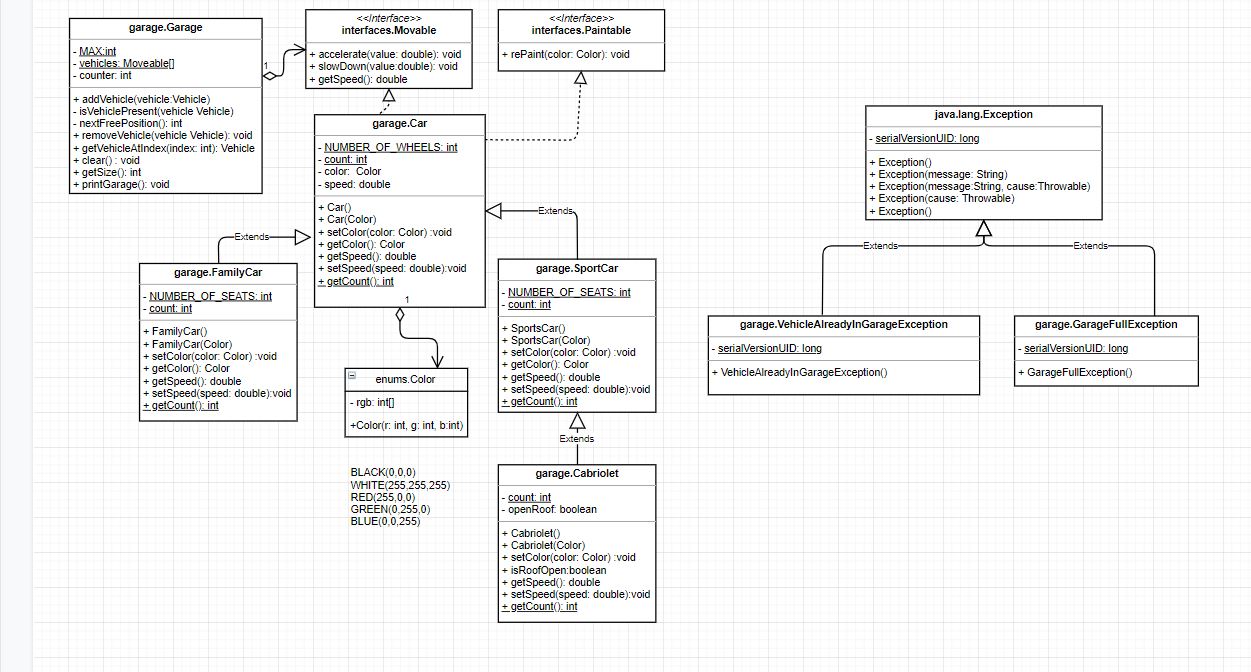 garage.Garage
- MAX:int
- vehicles: Moveable[]
- counter: int
+ addVehicle(vehicle:Vehicle)
- isVehiclePresent(vehicle Vehicle)
- nextFreePosition(): int
+ removeVehicle(vehicle Vehicle): void
+ getVehicleAtIndex(index: int): Vehicle
+ clear() : void
+ getSize(): int
+ printGarage(): void
1
<<Interface>>
interfaces.Movable
+ accelerate(value: double): void
+ slowDown(value:double): void
+ getSpeed(): double
<<Interface>>
interfaces.Paintable
+ rePaint(color: Color): void
garage.Car
- NUMBER_OF_WHEELS: int
- count: int
- color: Color
- speed: double
+ Car()
+ Car(Color)
+ setColor(color: Color) :void
+ getColor(): Color
+ getSpeed(): double
+ setSpeed(speed: double):void
+ getCount(): int
1
Extends
garage.FamilyCar
- NUMBER_OF_SEATS: int
- count: int
+ FamilyCar()
+ FamilyCar(Color)
+ setColor(color: Color) :void
+ getColor(): Color
+ getSpeed(): double
+ setSpeed(speed: double):void
+ getCount(): int
enums.Color
- rgb: int[]
+Color(r: int, g: int, b:int)
BLACK(0,0,0)
WHITE(255,255,255)
RED(255,0,0)
GREEN(0,255,0)
BLUE(0,0,255)
Extends
garage.SportCar
- NUMBER_OF_SEATS: int
- count: int
+ SportsCar()
+ SportsCar(Color)
+ setColor(color: Color) :void
+ getColor(): Color
+ getSpeed(): double
+ setSpeed(speed: double):void
+ getCount(): int
Extends
garage.Cabriolet
- count: int
- openRoof: boolean
+ Cabriolet()
+ Cabriolet(Color)
+ setColor(color: Color) :void
+ isRoofOpen:boolean
+ getSpeed(): double
+ setSpeed(speed: double):void
+ getCount(): int
java.lang.Exception
- serialVersionUID: long
+ Exception()
+ Exception(message: String)
+ Exception(message:String, cause:Throwable)
+ Exception(cause: Throwable)
+ Exception()
Extends
Extends
garage.VehicleAlreadyInGarageException
- serialVersionUID: long
+ VehicleAlreadyInGarageException()
garage.GarageFullException
- serialVersionUID: long
+ GarageFullException()